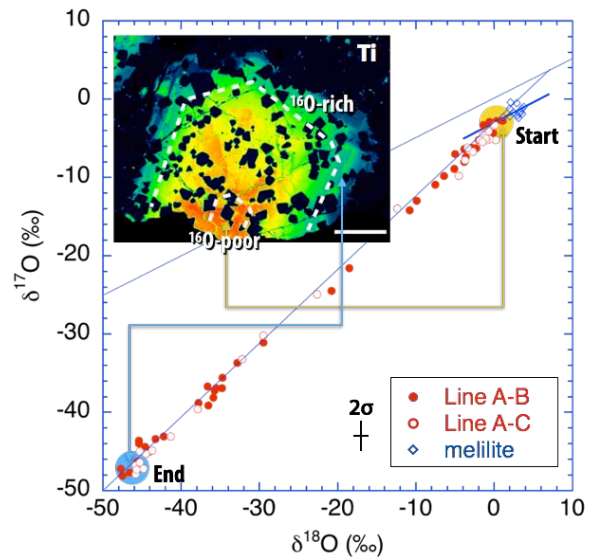 10
0
-10
-20
-30
-40
-50
δ¹⁷O (‰)
Ti
¹⁶O-rich
¹⁶O-poor
Start
End
2σ
Line A-B
Line A-C
melilite
-50 -40 -30 -20 -10 0 10
δ¹⁸O (‰)